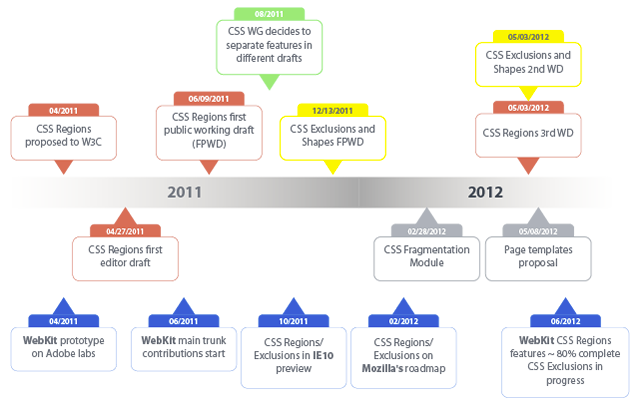 08/2011
CSS WG decides to
separate features in
different drafts
05/03/2012
CSS Exclusions and
Shapes 2nd WD
04/2011
CSS Regions
proposed to W3C
06/09/2011
CSS Regions first
public working draft
(FPWD)
12/13/2011
CSS Exclusions and
Shapes FPWD
05/03/2012
CSS Regions 3rd WD
2011
2012
04/27/2011
CSS Regions first
editor draft
02/28/2012
CSS Fragmentation
Module
05/08/2012
Page templates
proposal
04/2011
WebKit prototype
on Adobe labs
06/2011
WebKit main trunk
contributions start
10/2011
CSS Regions/
Exclusions in IE10
preview
02/2012
CSS Regions/
Exclusions on
Mozilla's roadmap
06/2012
WebKit CSS Regions
features ~ 80% complete
CSS Exclusions in
progress